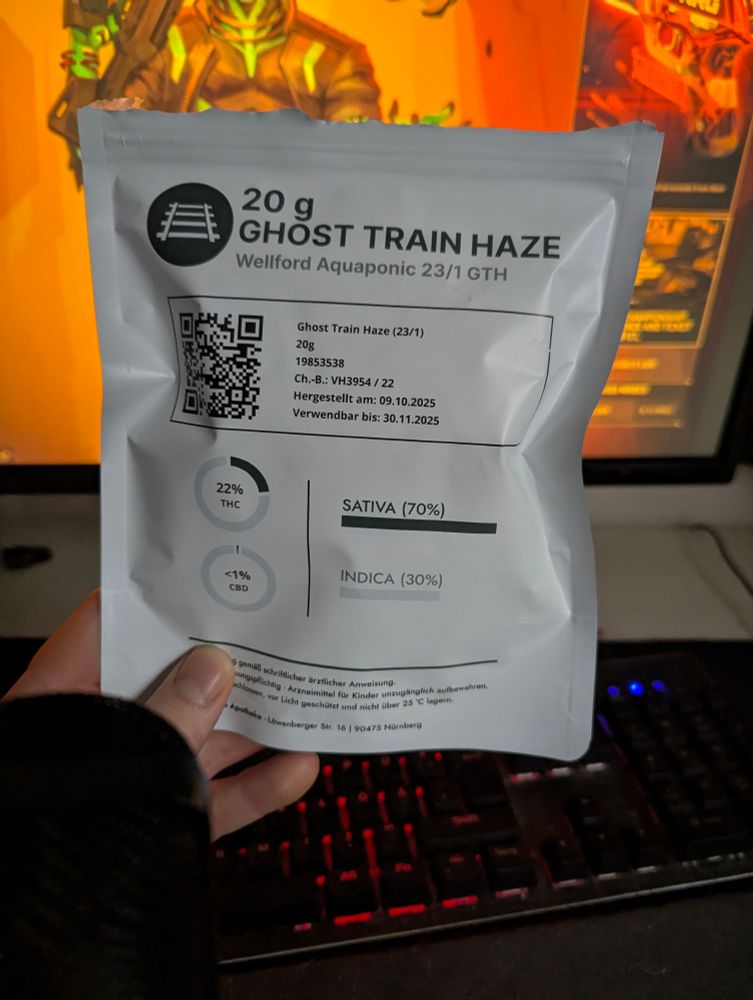 20 g
GHOST TRAIN HAZE
Wellford Aquaponic 23/1 GTH
Ghost Train Haze (23/1)
20g
19853538
Ch.-B.: VH3954 / 22
Hergestellt am: 09.10.2025
Verwendbar bis: 30.11.2025
22%
THC
<1%
CBD
SATIVA (70%)
INDICA (30%)
gemäß schriftlicher ärztlicher Anweisung.
· Arzneimittel für Kinder unzugänglich aufbewahren.
vor Licht geschützt und nicht über 25 °C lagern.
Apotheke · Löwenberger Str. 16 | 90475 Nürnberg